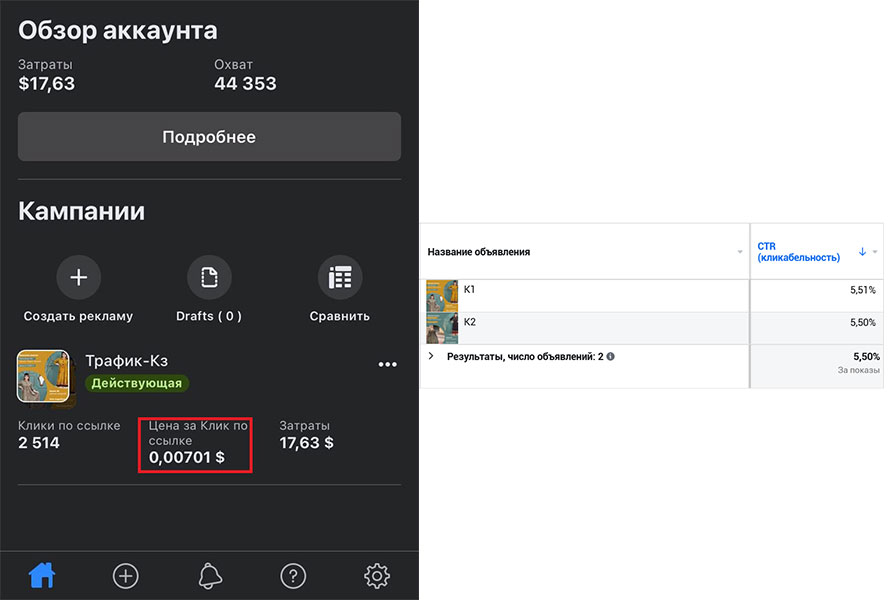 Обзор аккаунта
Затраты
Охват
$17,63
44 353
Подробнее
Кампании
Создать рекламу
Drafts ( 0 )
Сравнить
Трафик-Кз
Действующая
Клики по ссылке
2 514
Цена за Клик по
ссылке
0,00701 $
Затраты
17,63 $
Название объявления
CTR
(кликабельность)
K1
5,51%
K2
5,50%
Результаты, число объявлений: 2
5,50%
За показы